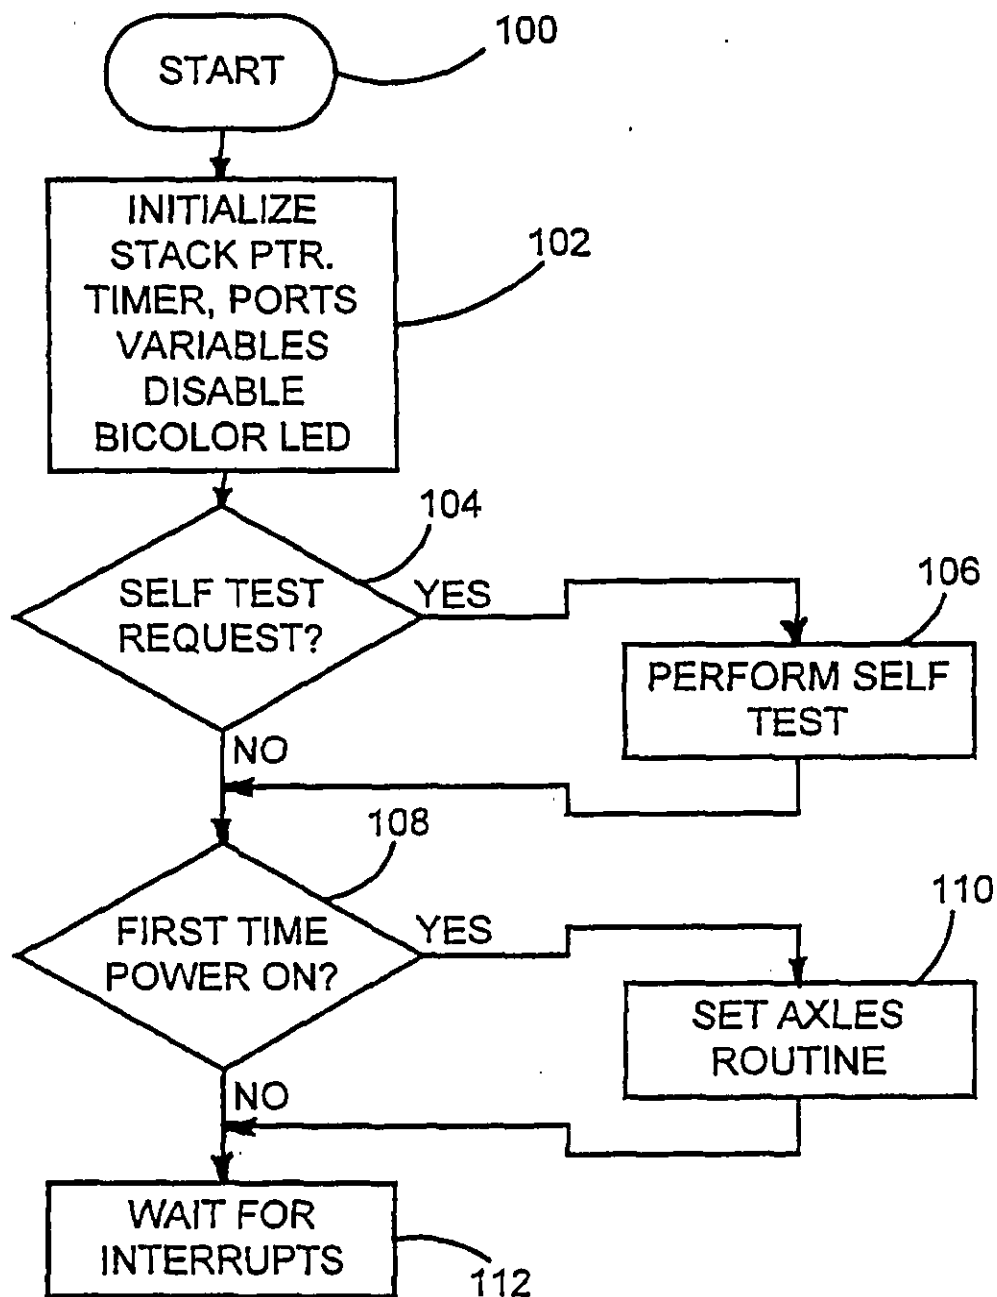 START
100
INITIALIZE
STACK PTR.
TIMER, PORTS
VARIABLES
DISABLE
BICOLOR LED
102
SELF TEST
REQUEST?
104
YES
PERFORM SELF
TEST
106
NO
FIRST TIME
POWER ON?
108
YES
SET AXLES
ROUTINE
110
NO
WAIT FOR
INTERRUPTS
112